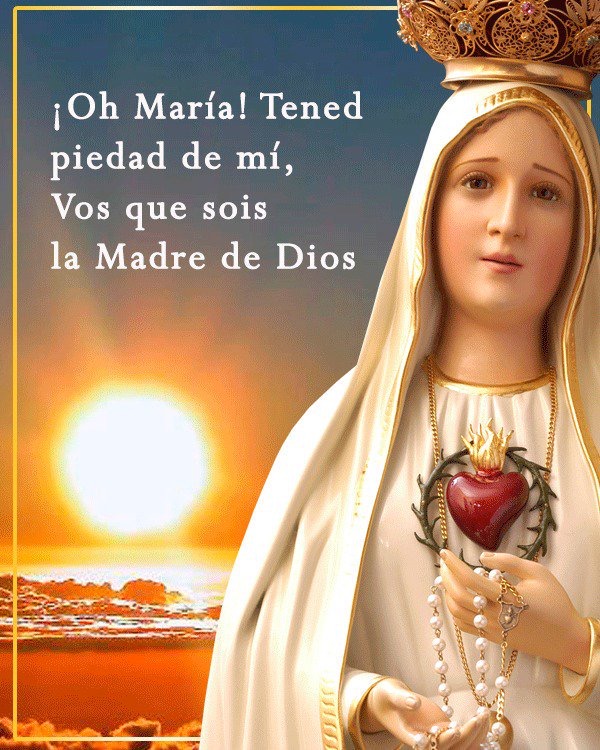 ¡Oh María! Tened
piedad de mí,
Vos que sois
la Madre de Dios